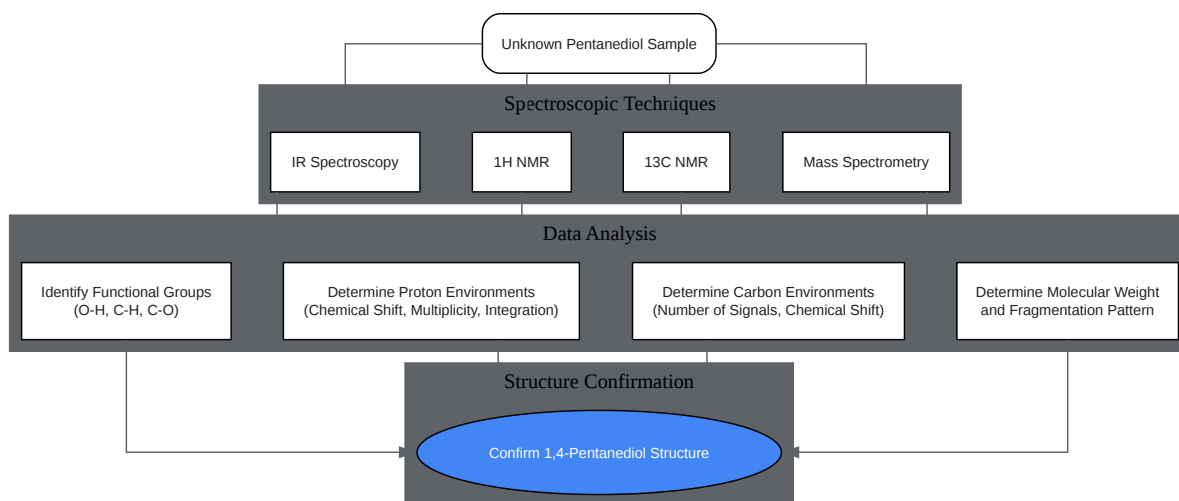 Unknown Pentanediol Sample
Spectroscopic Techniques
IR Spectroscopy
1H NMR
13C NMR
Mass Spectrometry
Data Analysis
Identify Functional Groups
(O-H, C-H, C-O)
Determine Proton Environments
(Chemical Shift, Multiplicity, Integration)
Determine Carbon Environments
(Number of Signals, Chemical Shift)
Determine Molecular Weight
and Fragmentation Pattern
Structure Confirmation
Confirm 1,4-Pentanediol Structure